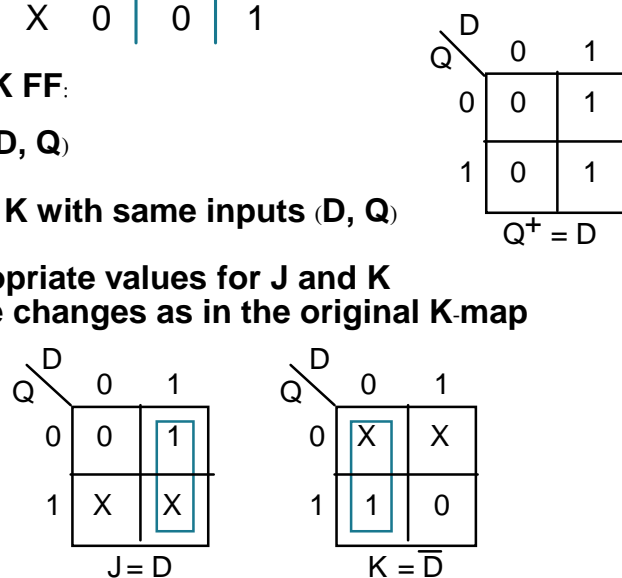 X 0 0 1
K FF:
D, Q)
K with same inputs (D, Q)
opriate values for J and K
e changes as in the original K-map
D
Q 0 1
0 0 1
1 0 1
Q+ = D
D
Q 0 1
0 0 1
1 X X
J = D
D
Q 0 1
0 X X
1 1 0
K = D̅